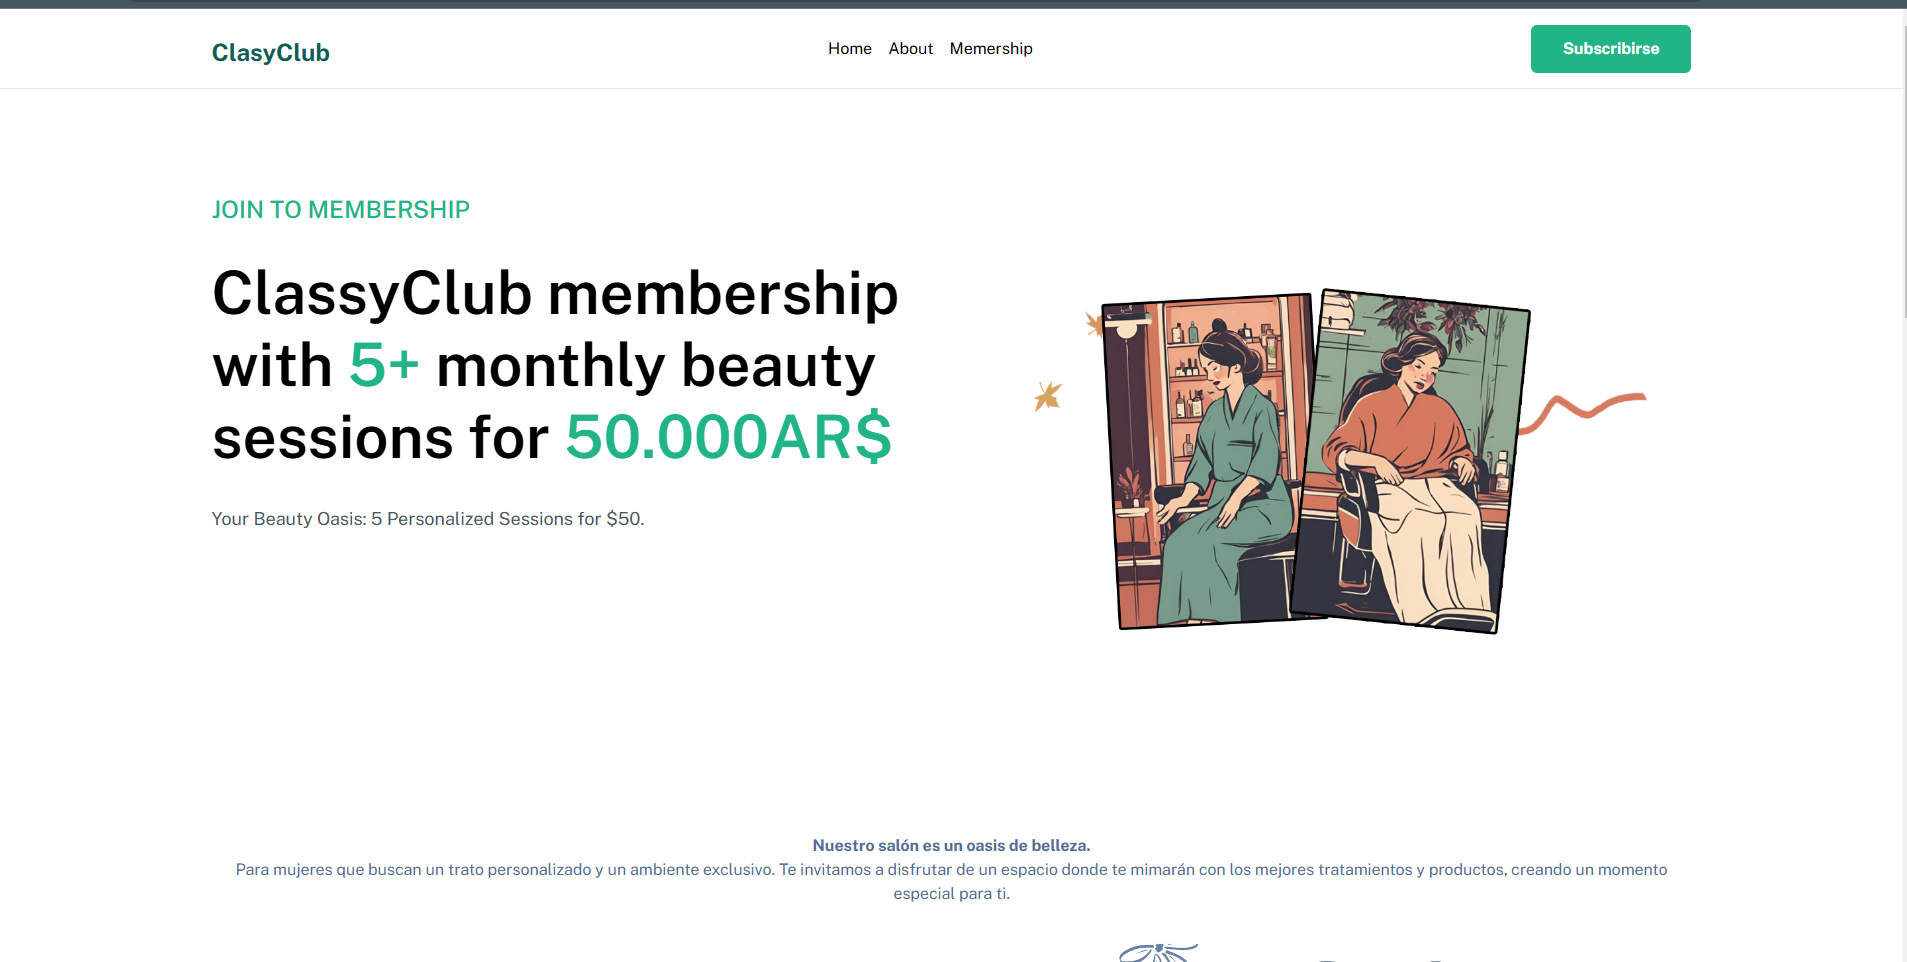 ClasyClub
Home About Memership
Subscribirse
JOIN TO MEMBERSHIP
ClassyClub membership
with 5+ monthly beauty
sessions for 50.000AR$
Your Beauty Oasis: 5 Personalized Sessions for $50.
Nuestro salón es un oasis de belleza.
Para mujeres que buscan un trato personalizado y un ambiente exclusivo. Te invitamos a disfrutar de un espacio donde te mimarán con los mejores tratamientos y productos, creando un momento
especial para ti.